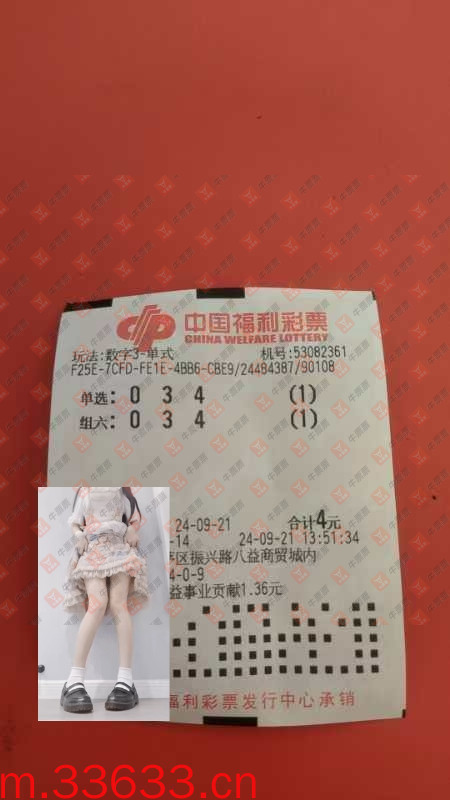 中国福利彩票
CHINA WELFARE LOTTERY
玩法:数字3-单式 机号:53082361
F25E-7CFD-FE1E-4BB6-CBE9/24484387/90108
单选: 0 3 4 (1)
组六: 0 3 4 (1)
24-09-21 合计4元
-14 24-09-21 13:51:34
区振兴路八益商贸城内
4-0-9
益事业贡献1.36元
福利彩票发行中心承销
m.33633.cn